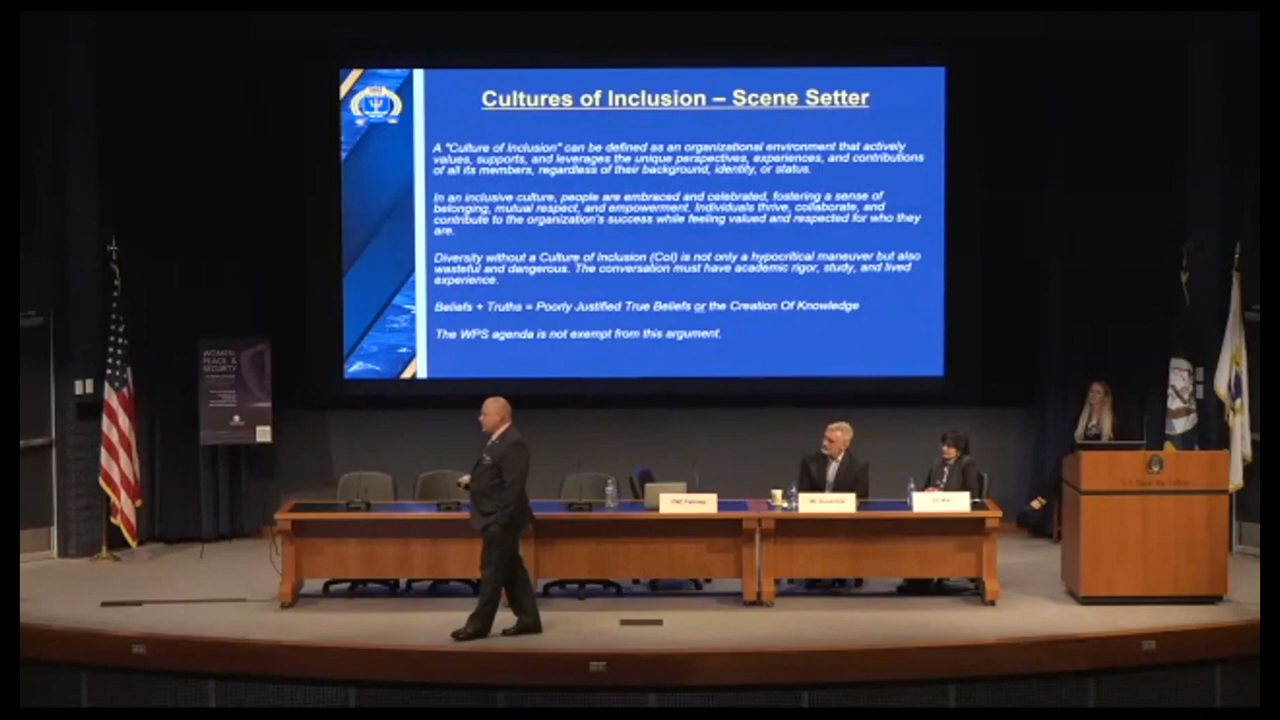 Cultures of Inclusion – Scene Setter
A "Culture of Inclusion" can be defined as an organizational environment that actively
values, supports, and leverages the unique perspectives, experiences, and contributions
of all its members, regardless of their background, identity, or status.
In an inclusive culture, people are embraced and celebrated, fostering a sense of
belonging, mutual respect, and empowerment. Individuals thrive, collaborate, and
contribute to the organization's success while feeling valued and respected for who they
are.
Diversity without a Culture of Inclusion (CoI) is not only a hypocritical maneuver but also
wasteful and dangerous. The conversation must have academic rigor, study, and lived
experience.
Beliefs + Truths = Poorly Justified True Beliefs or the Creation Of Knowledge
The WPS agenda is not exempt from this argument.
WOMEN,
PEACE, &
SECURITY
U.S. Naval War College